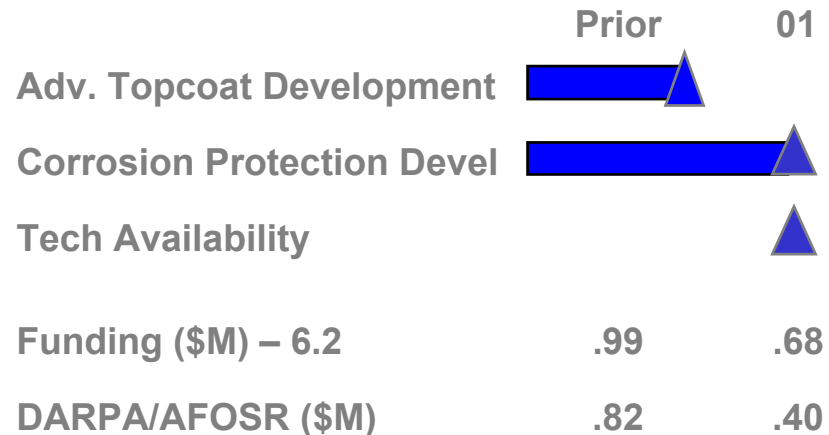 Prior 01
Adv. Topcoat Development
Corrosion Protection Devel
Tech Availability
Funding ($M) – 6.2 .99 .68
DARPA/AFOSR ($M) .82 .40